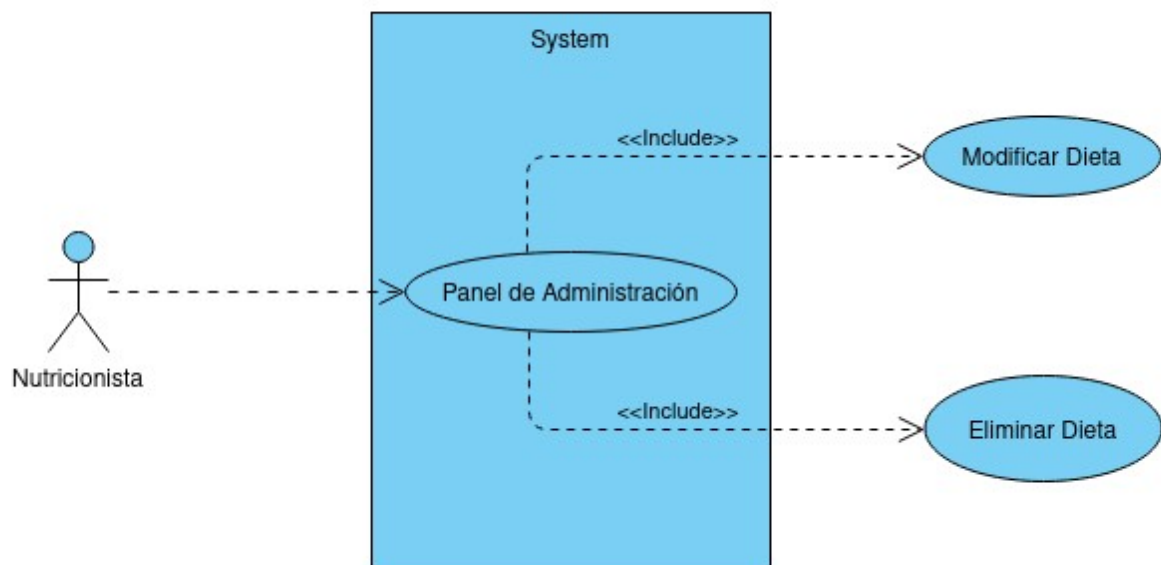 System
<<Include>>
Modificar Dieta
Panel de Administración
Nutricionista
<<Include>>
Eliminar Dieta